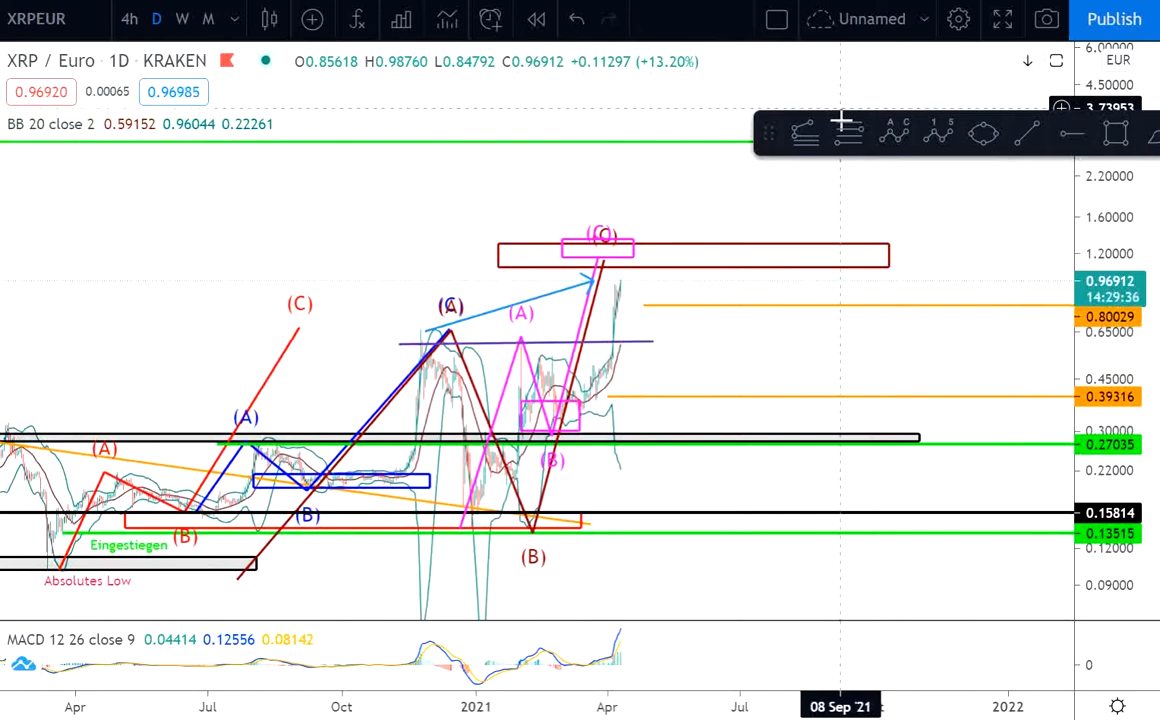 XRPEUR 4h D W M Unnamed Publish
XRP / Euro · 1D · KRAKEN O0.85618 H0.98760 L0.84792 C0.96912 +0.11297 (+13.20%)
0.96920 0.00065 0.96985
BB 20 close 2 0.59152 0.96044 0.22261
6.00000
EUR
4.50000
3.73953
A C 1 5
2.20000
1.60000
1.20000
0.96912
14:29:36
0.80029
0.65000
0.45000
0.39316
0.30000
0.27035
0.22000
0.15814
0.13515
0.12000
0.09000
(C)
(C)
(C)
(A)
(A)
(A)
(A)
(B)
(B)
(B)
(B)
Eingestiegen
Absolutes Low
MACD 12 26 close 9 0.04414 0.12556 0.08142
0
Apr Jul Oct 2021 Apr Jul 08 Sep '21 2022